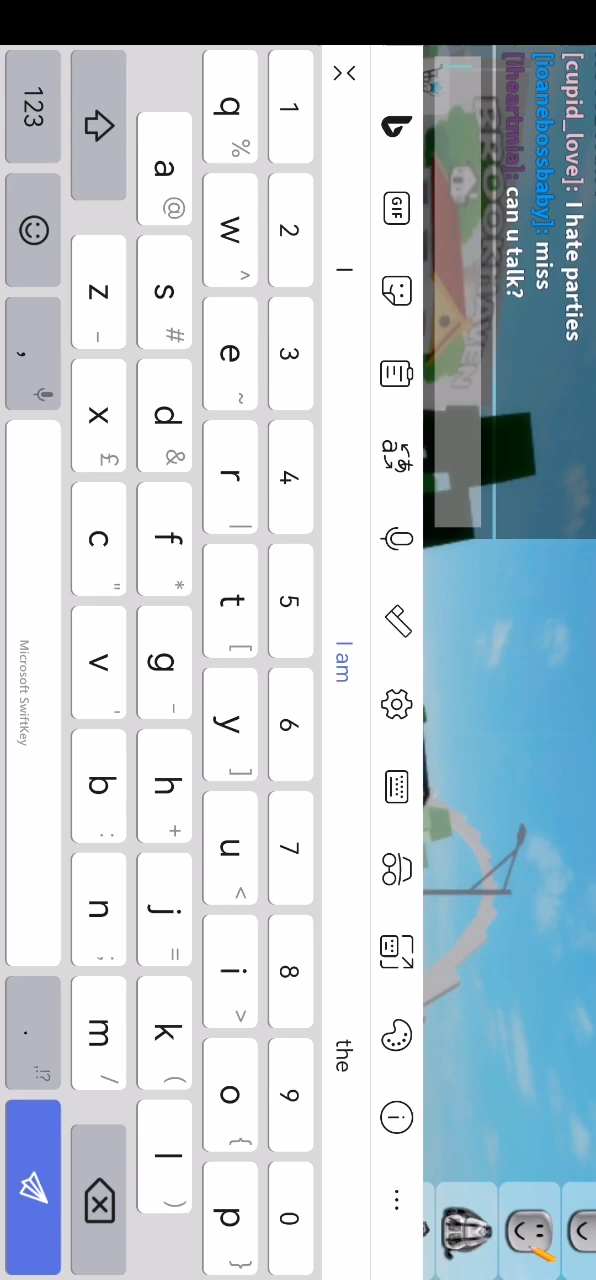 [cupid_love]: I hate parties
[ioanebossbaby]: miss
[iheartmia]: can u talk?
BROOKHAVEN
GIF
I
I am
the
1 2 3 4 5 6 7 8 9 0
q % w ^ e ~ r | t [ y ] u < i > o { p }
a @ s # d & f * g - h + j = k ( l )
z _ x £ c " v ' b : n ; m /
123 , Microsoft SwiftKey . ,!?